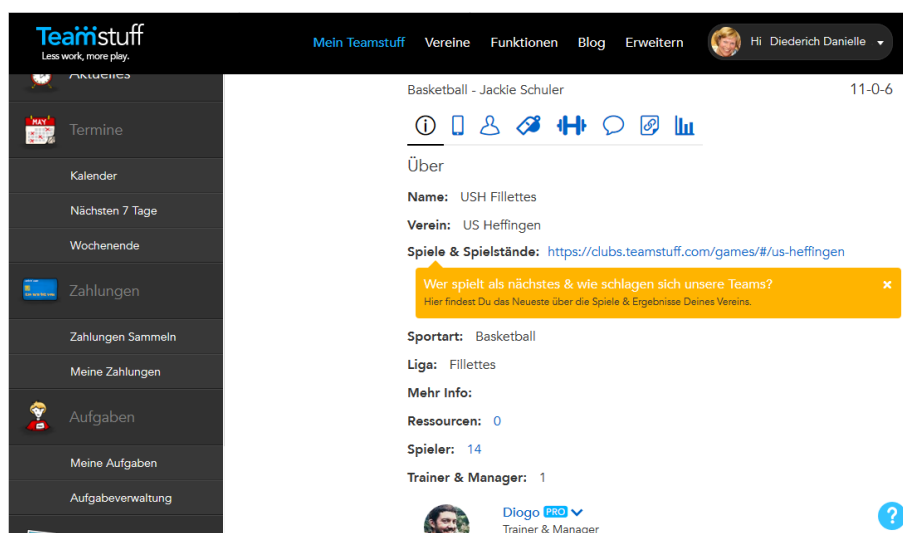 Teamstuff
Less work, more play.
Mein Teamstuff Vereine Funktionen Blog Erweitern Hi Diederich Danielle
Aktuelles
MAY
Termine
Kalender
Nächsten 7 Tage
Wochenende
Zahlungen
Zahlungen Sammeln
Meine Zahlungen
Aufgaben
Meine Aufgaben
Aufgabeverwaltung
Basketball - Jackie Schuler 11-0-6
Über
Name: USH Fillettes
Verein: US Heffingen
Spiele & Spielstände: https://clubs.teamstuff.com/games/#/us-heffingen
Wer spielt als nächstes & wie schlagen sich unsere Teams? ×
Hier findest Du das Neueste über die Spiele & Ergebnisse Deines Vereins.
Sportart: Basketball
Liga: Fillettes
Mehr Info:
Ressourcen: 0
Spieler: 14
Trainer & Manager: 1
Diogo PRO
Trainer & Manager
?